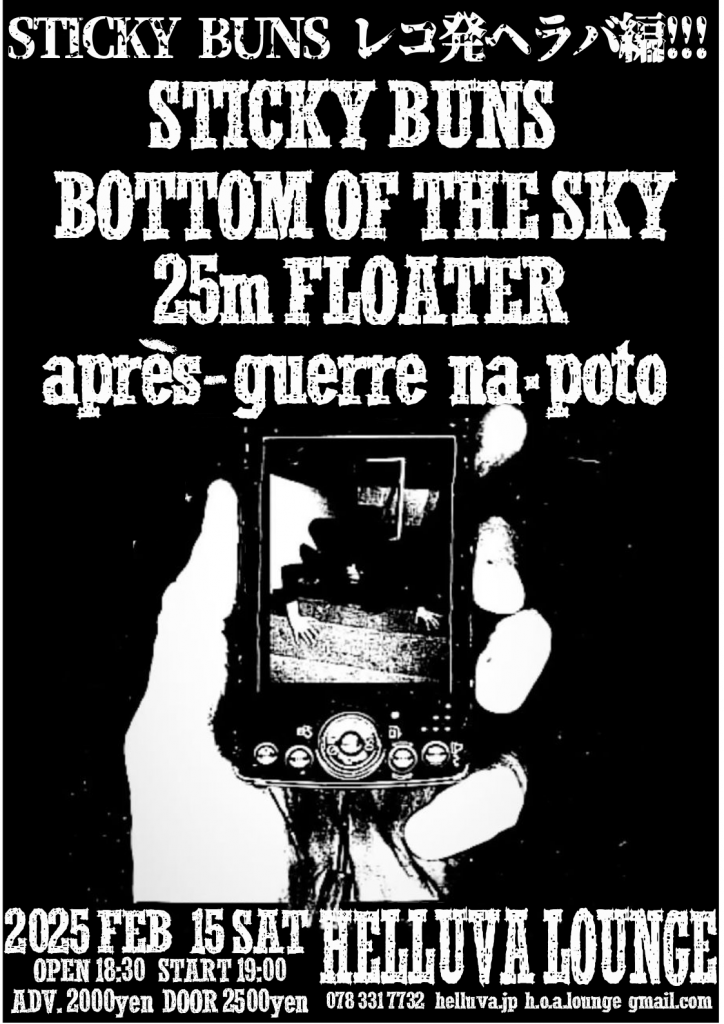 STICKY BUNS レコ発ヘラバ編!!!
STICKY BUNS
BOTTOM OF THE SKY
25m FLOATER
après-guerre na・poto
2025 FEB 15 SAT
OPEN 18:30 START 19:00
ADV. 2000yen DOOR 2500yen
HELLUVA LOUNGE
078 331 7732 helluva.jp h.o.a.lounge gmail.com